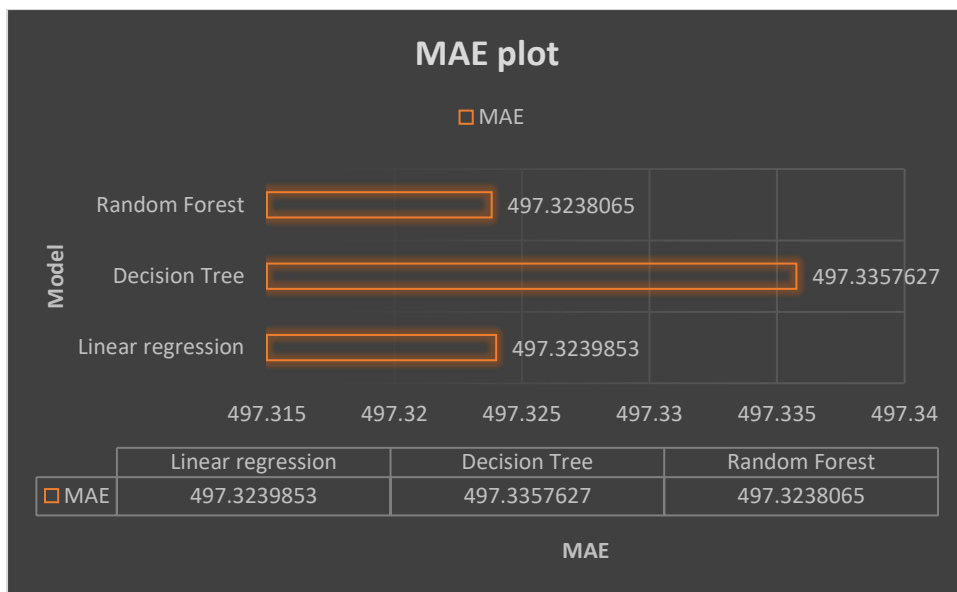 MAE plot
MAE
Random Forest 497.3238065
Decision Tree 497.3357627
Model
Linear regression 497.3239853
497.315 497.32 497.325 497.33 497.335 497.34
Linear regression Decision Tree Random Forest
MAE 497.3239853 497.3357627 497.3238065
MAE